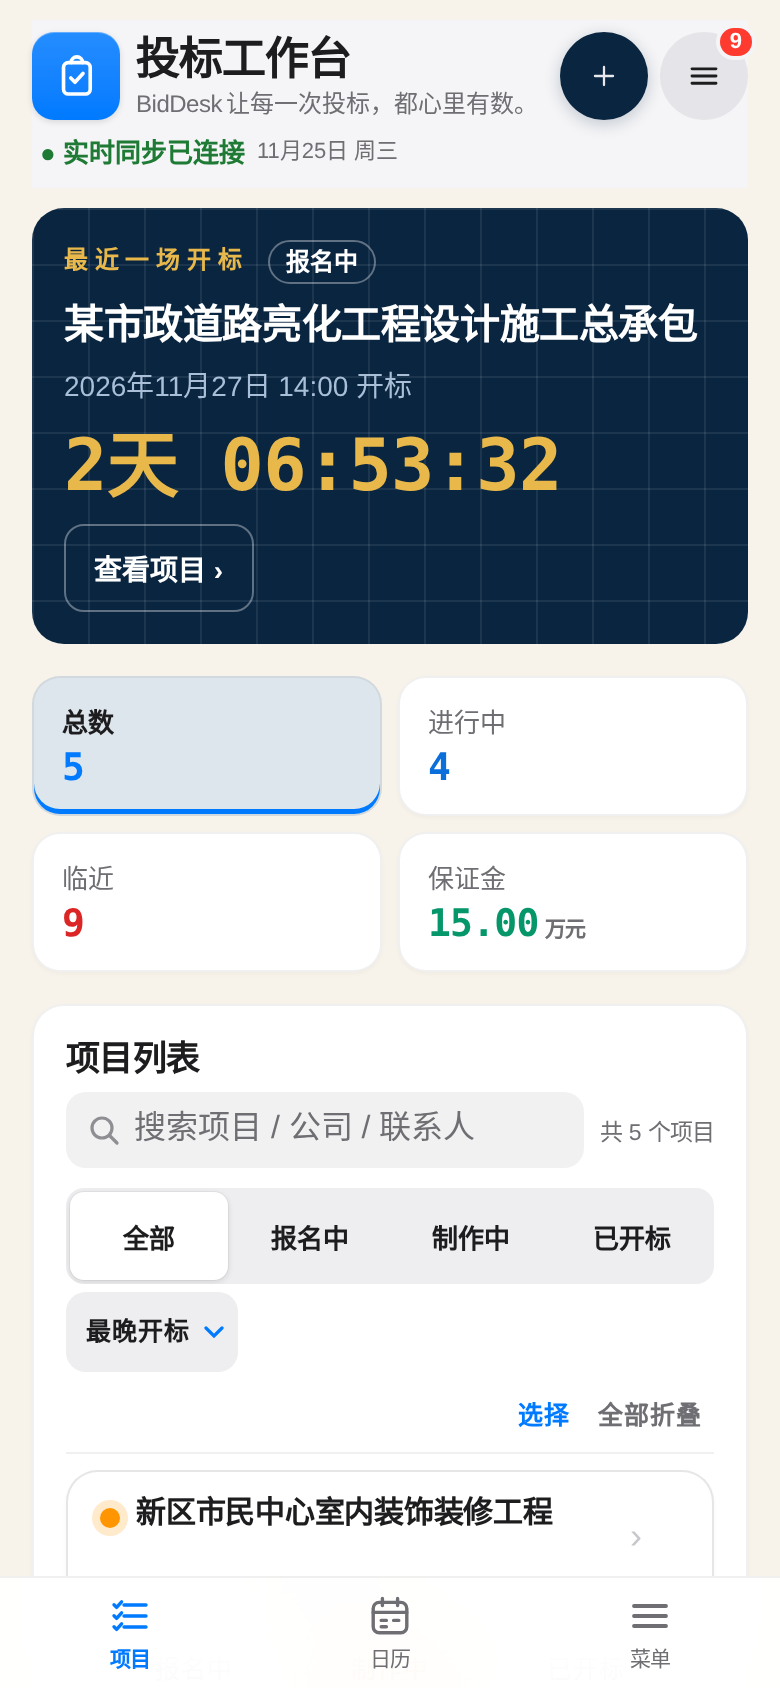 投标工作台
BidDesk 让每一次投标，都心里有数。
9
实时同步已连接 11月25日 周三
最近一场开标 报名中
某市政道路亮化工程设计施工总承包
2026年11月27日 14:00 开标
2天 06:53:32
查看项目 ›
总数
5
进行中
4
临近
9
保证金
15.00 万元
项目列表
搜索项目 / 公司 / 联系人
共 5 个项目
全部 报名中 制作中 已开标
最晚开标
选择 全部折叠
新区市民中心室内装饰装修工程
项目 日历 菜单